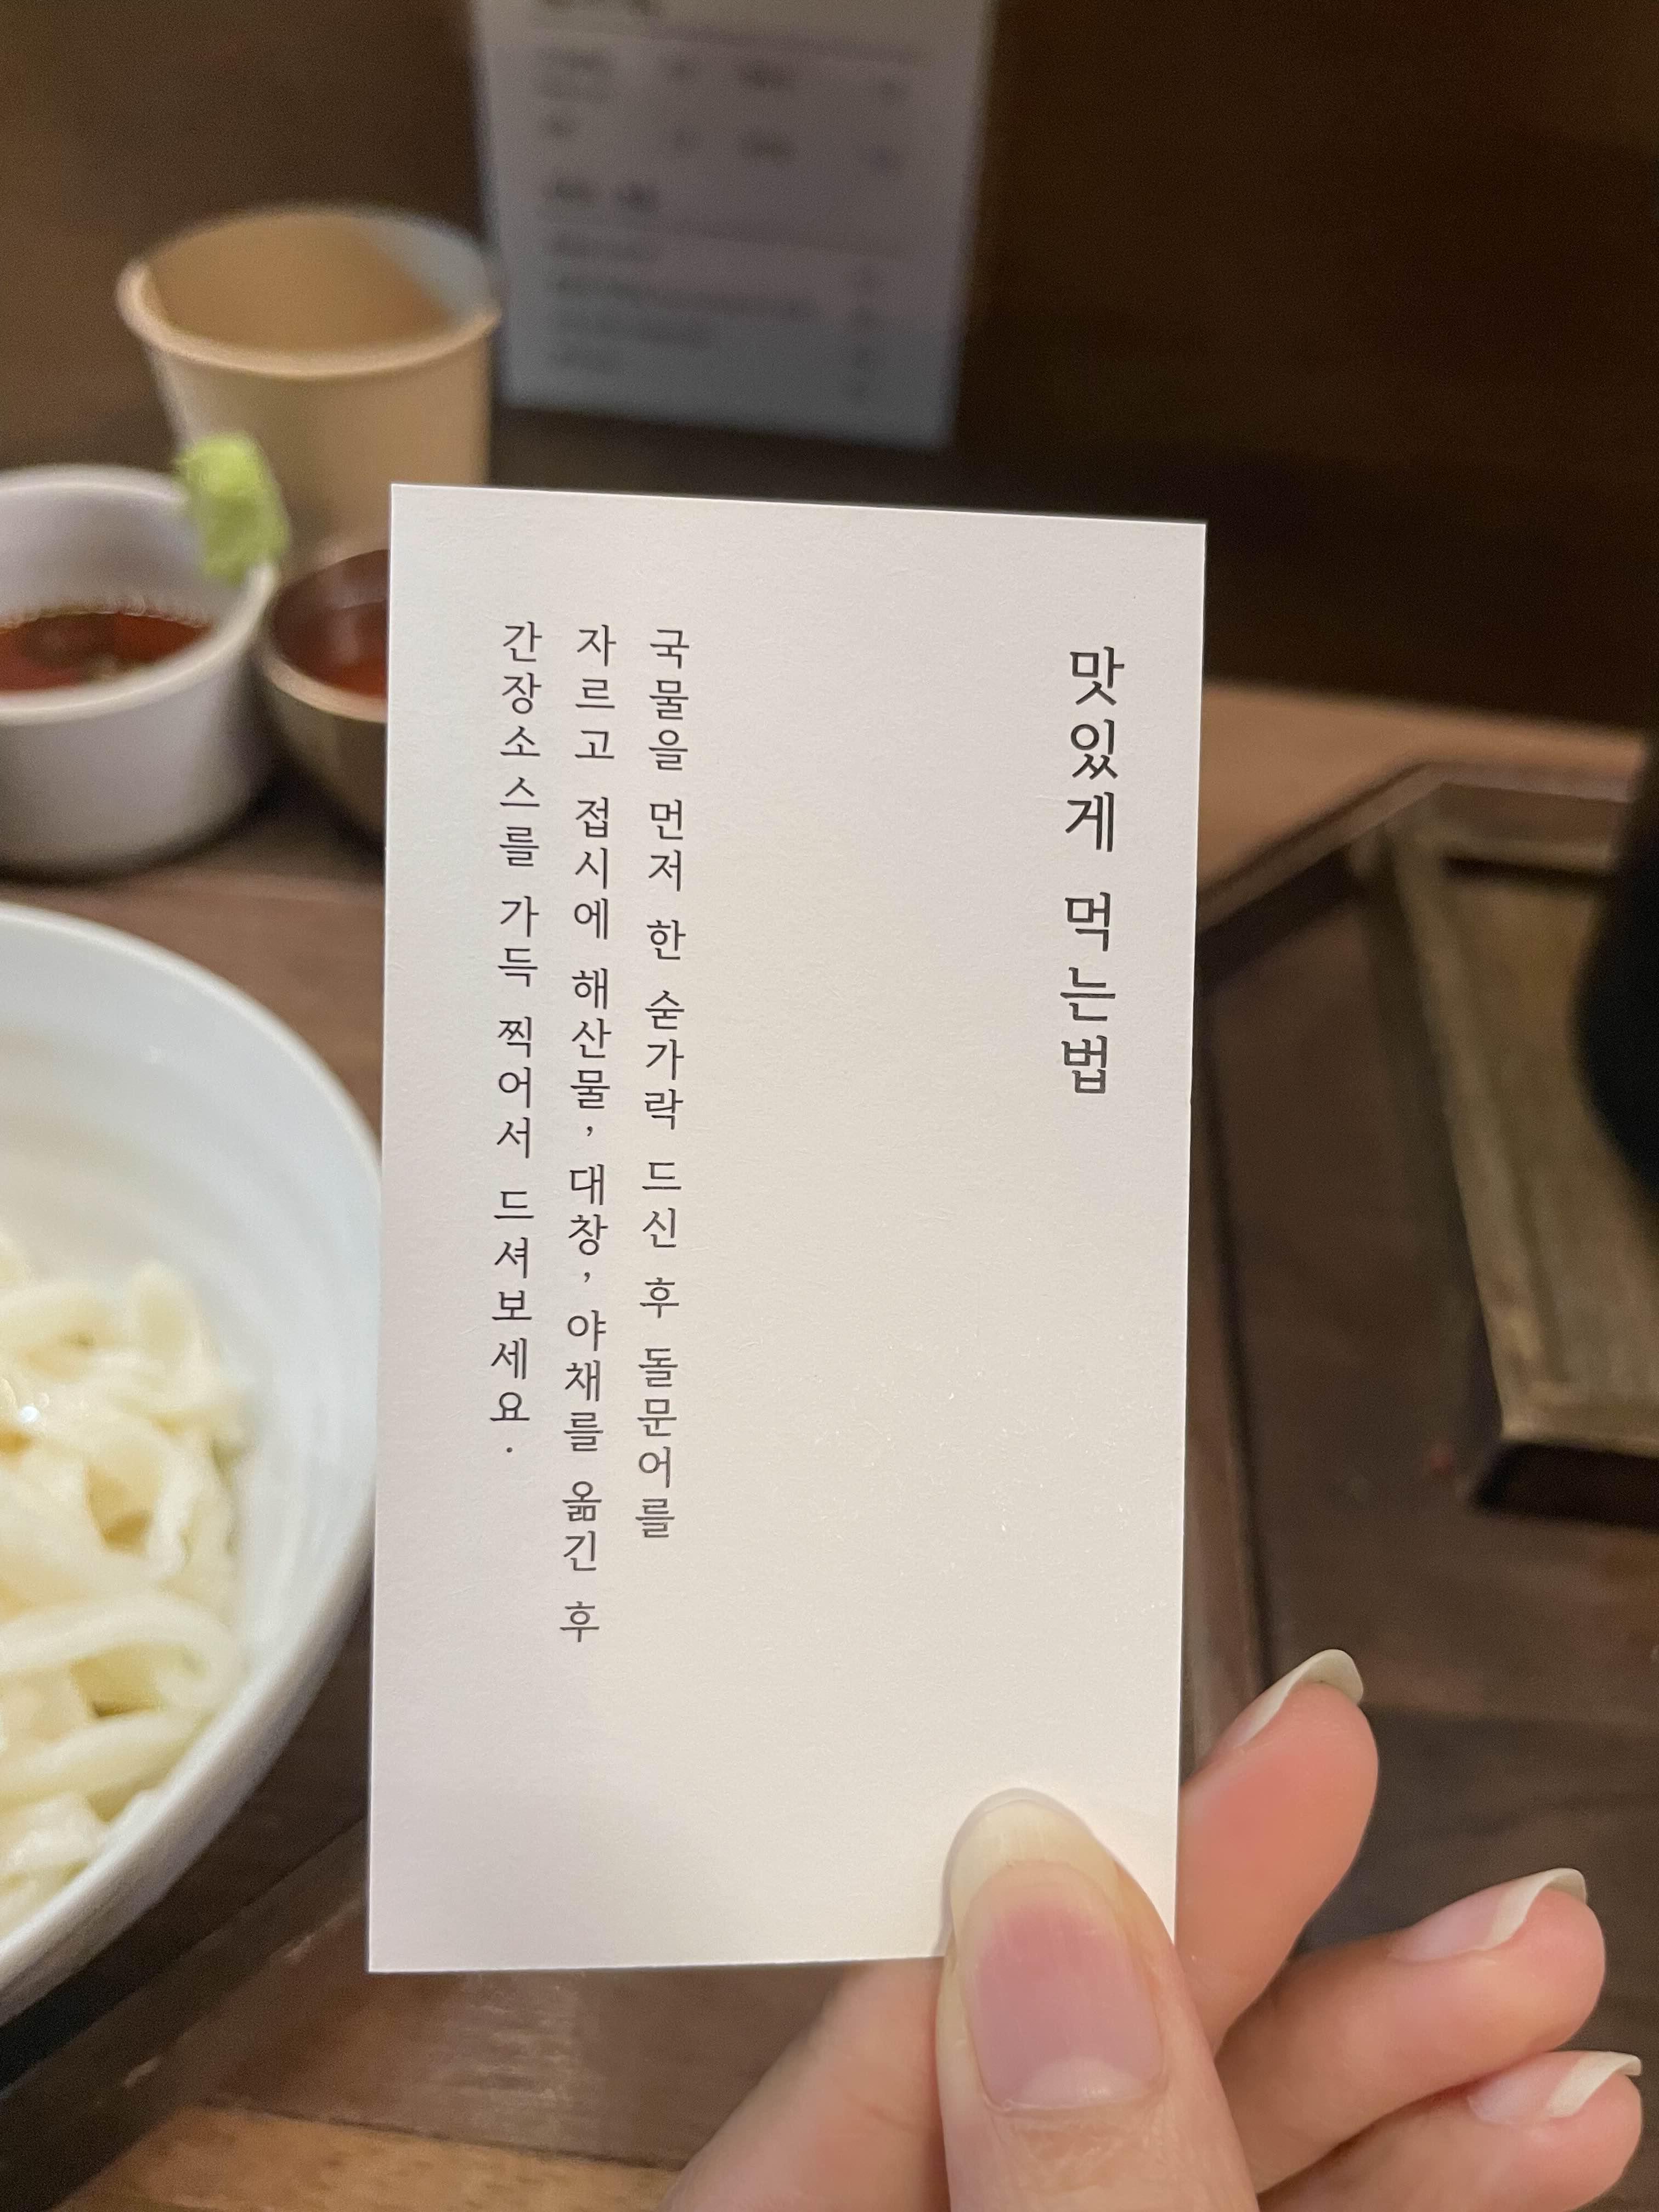 맛있게 먹는법
국물을 먼저 한 숟가락 드신 후 돌문어를
자르고 접시에 해산물, 대창, 야채를 옮긴 후
간장소스를 가득 찍어서 드셔보세요.